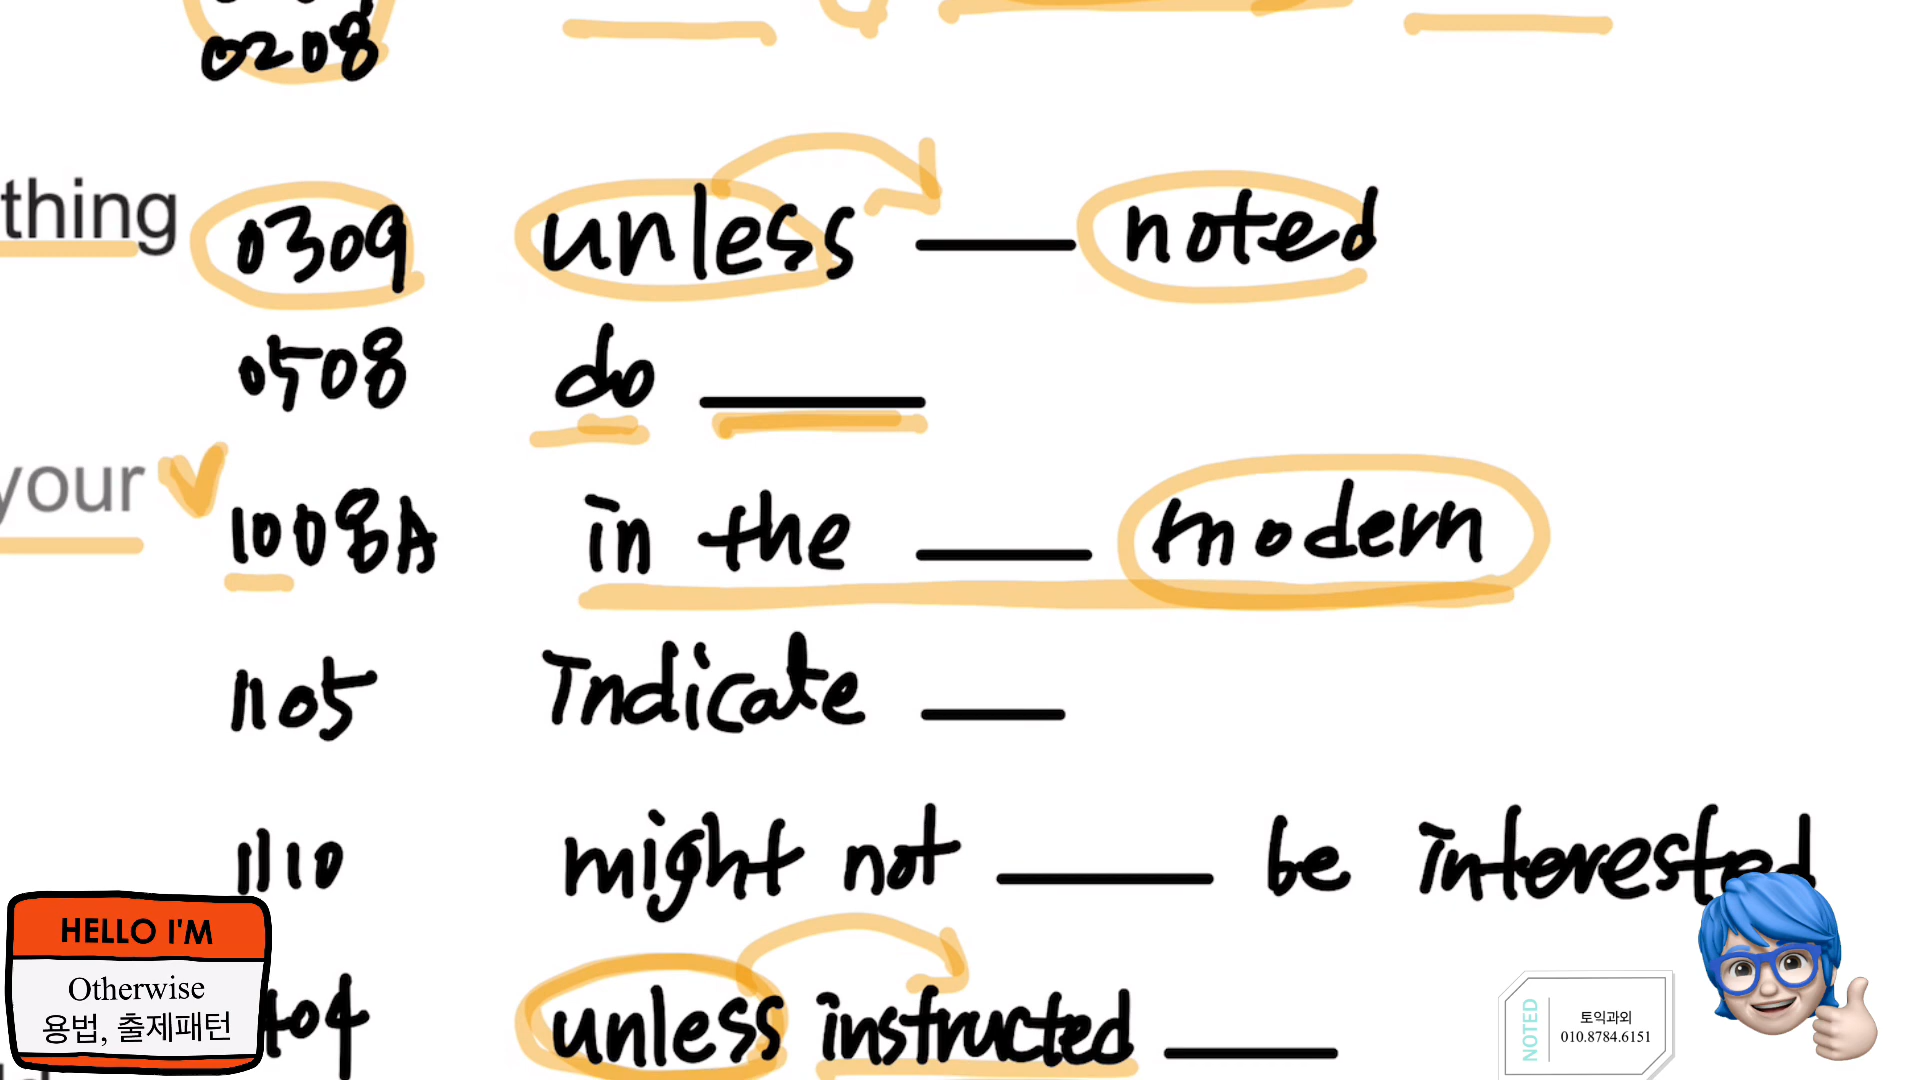 0208
thing 0309 unless ___ noted
0508 do ___
your 1008A in the ___ modern
1105 Indicate ___
1110 might not ___ be interested
HELLO I'M
Otherwise
용법, 출제패턴
404 unless instructed ___
NOTED
토익과외
010.8784.6151